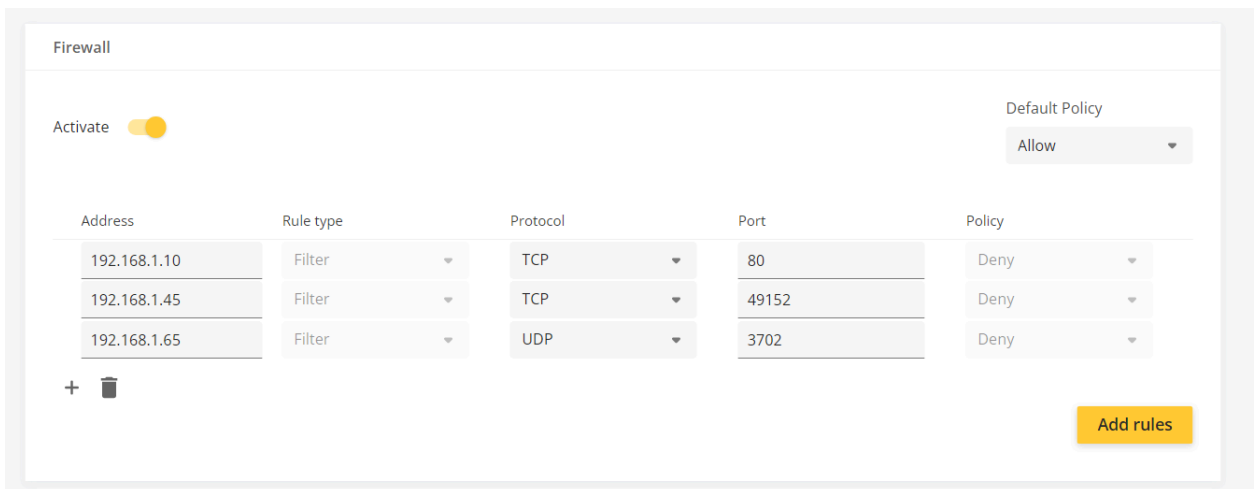 Firewall
Activate
Default Policy
Allow
Address Rule type Protocol Port Policy
192.168.1.10 Filter TCP 80 Deny
192.168.1.45 Filter TCP 49152 Deny
192.168.1.65 Filter UDP 3702 Deny
+
Add rules